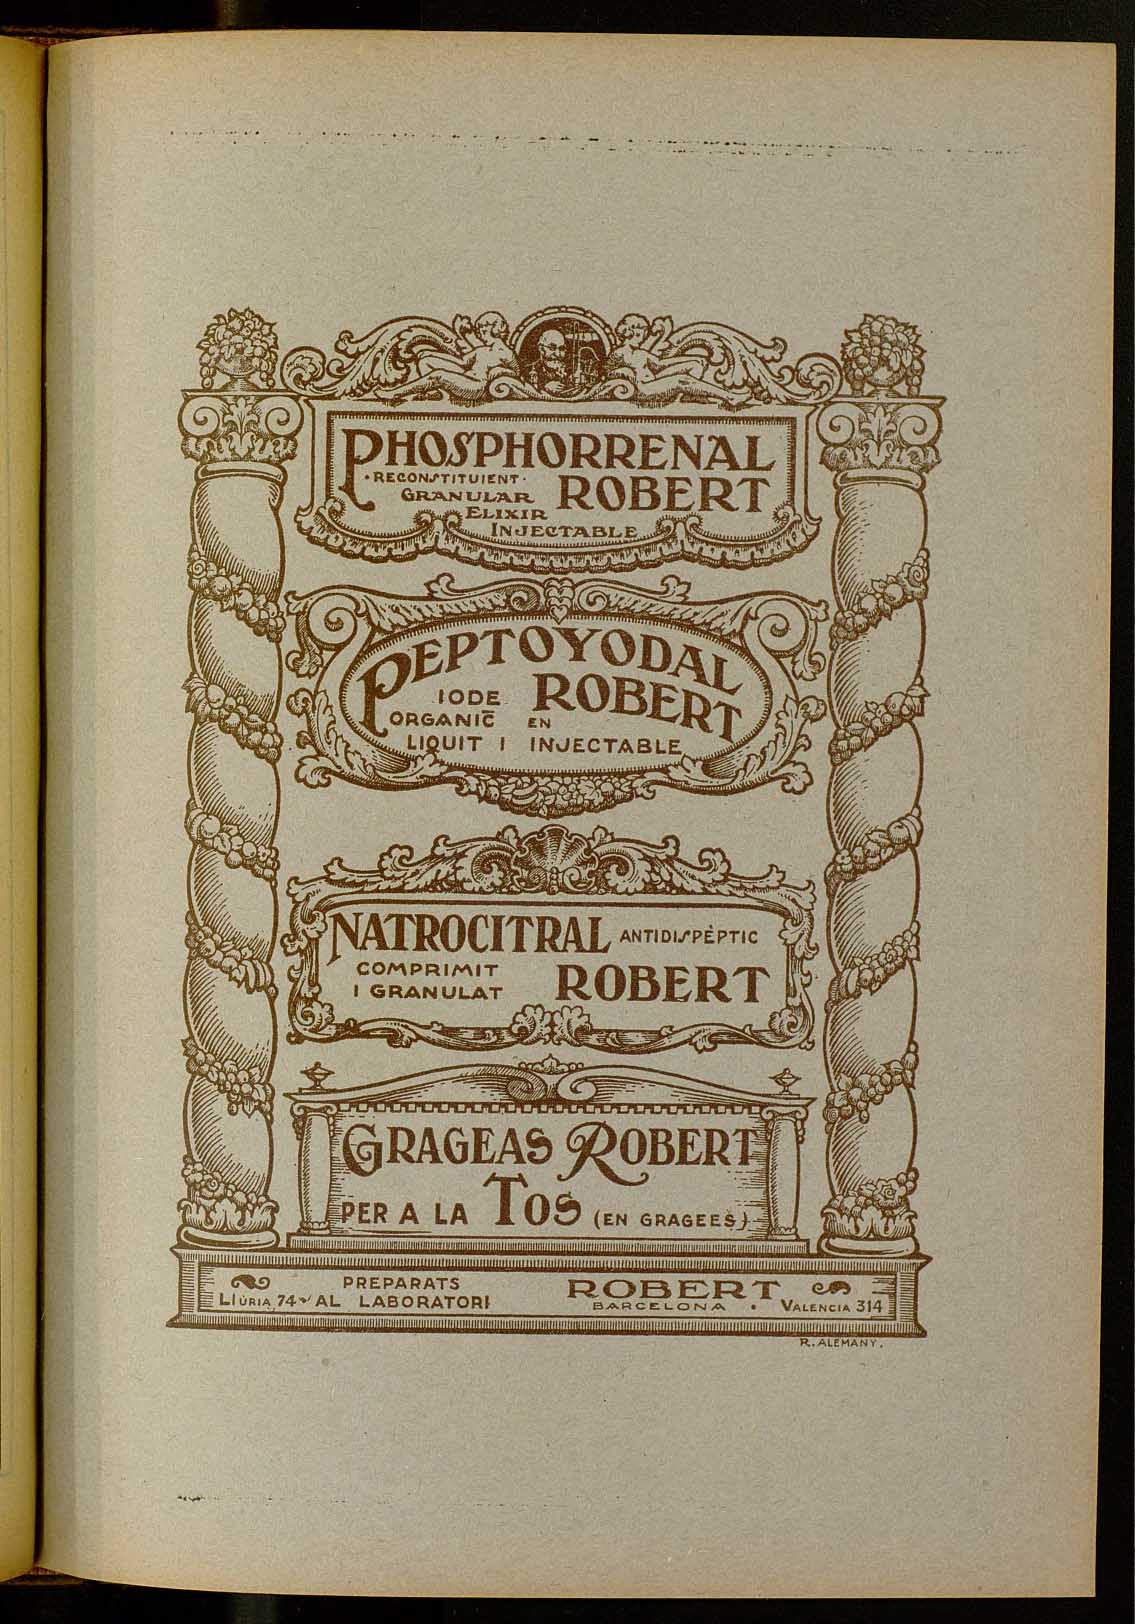 PHOSPHORRENAL
· RECONSTITUIENT · ROBERT
GRANULAR
ELIXIR
INJECTABLE
PEPTOYODAL
IODE ROBERT
ORGANIC EN
LIQUIT I INJECTABLE
NATROCITRAL ANTIDISPÈPTIC
COMPRIMIT ROBERT
I GRANULAT
GRAGEAS ROBERT
PER A LA TOS (EN GRAGEES)
PREPARATS ROBERT
LlÚRIA, 74 AL LABORATORI BARCELONA · VALENCIA 314
R. ALEMANY.